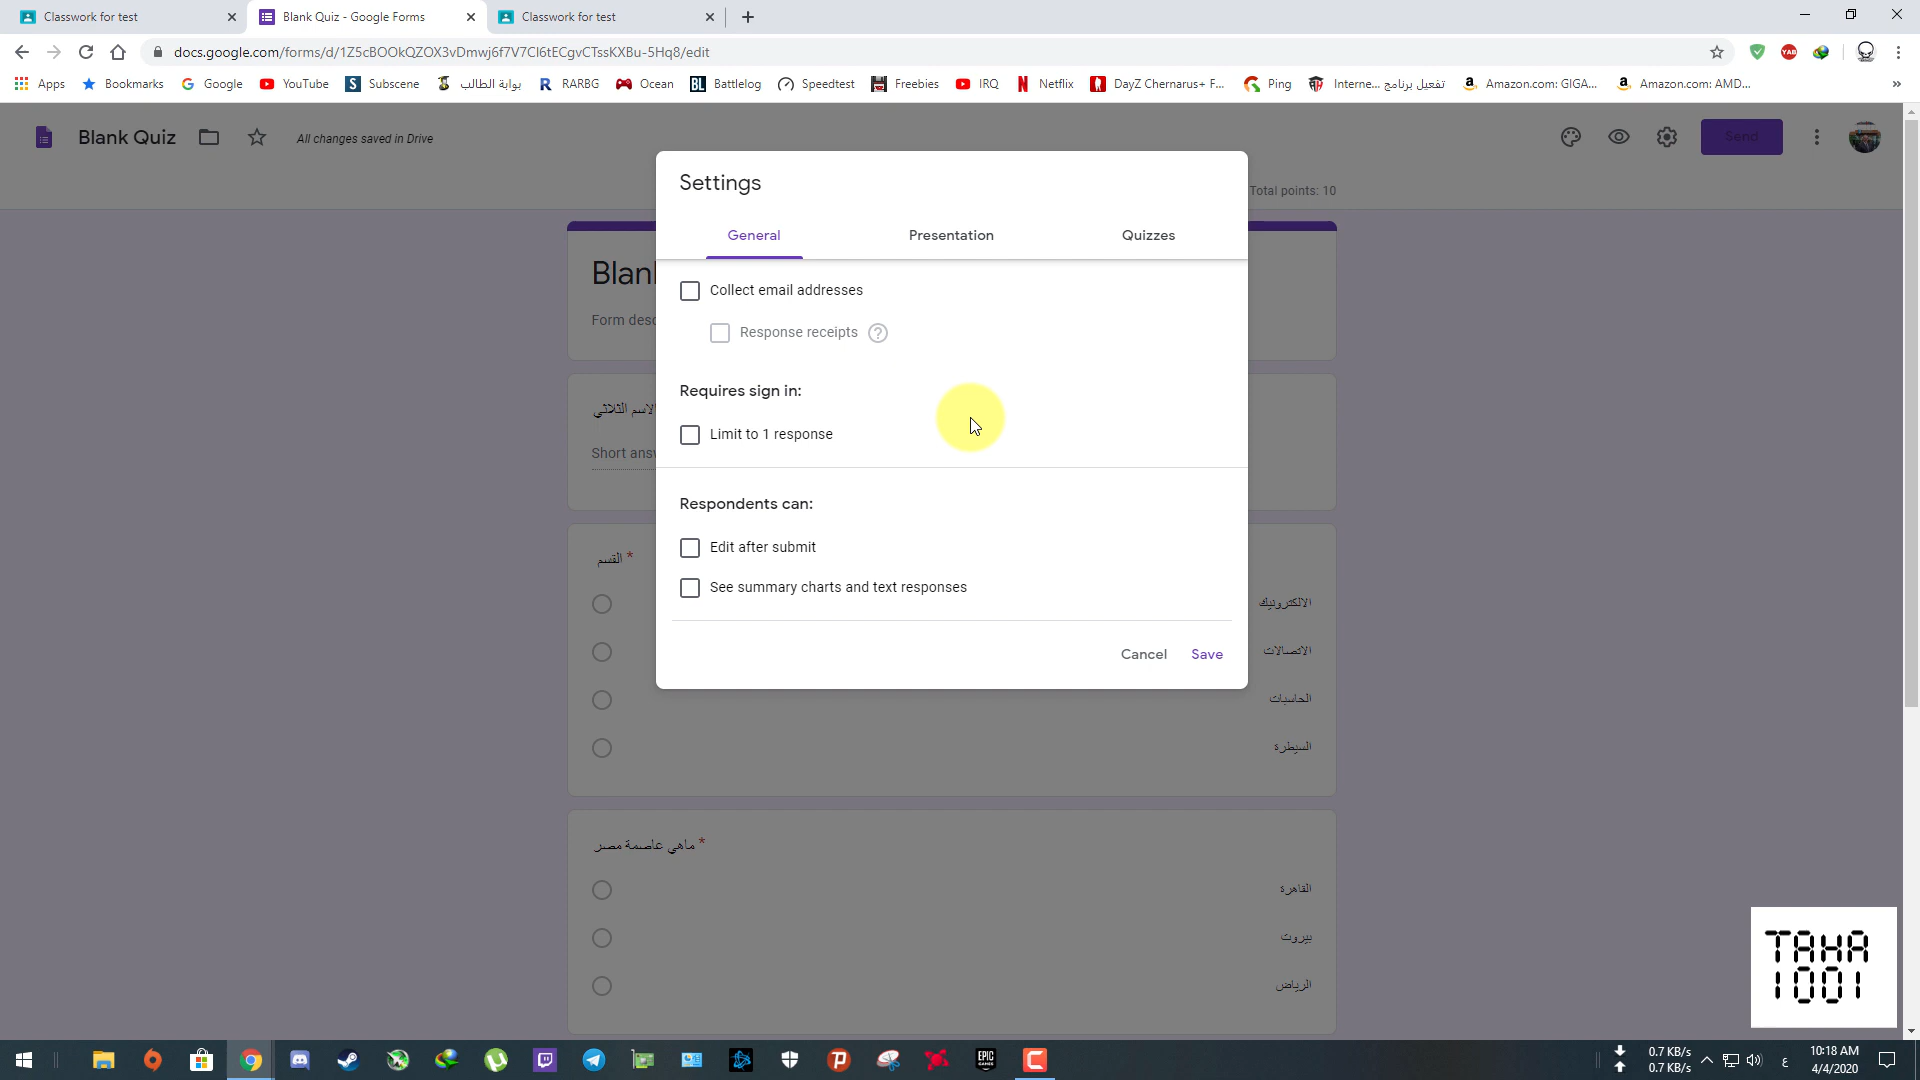 Classwork for test
Blank Quiz - Google Forms
Classwork for test
docs.google.com/forms/d/1Z5cBOOkQZOX3vDmwj6f7V7Cl6tECgvCTssKXBu-5Hq8/edit
Apps
Bookmarks
Google
YouTube
Subscene
بوابة الطالب
RARBG
Ocean
Battlelog
Speedtest
Freebies
IRQ
Netflix
DayZ Chernarus+ F...
Ping
تفعيل برنامج ...Interne
Amazon.com: GIGA...
Amazon.com: AMD...
Blank Quiz
All changes saved in Drive
Send
Total points: 10
Settings
General
Presentation
Quizzes
Collect email addresses
Response receipts
Requires sign in:
Limit to 1 response
Respondents can:
Edit after submit
See summary charts and text responses
Cancel
Save
Blank
Form desc
الاسم الثلاثي
Short answ
القسم *
الالكترونيك
الاتصالات
الحاسبات
السيطرة
ماهي عاصمة مصر *
القاهرة
بيروت
الرياض
TAHA
1001
0.7 KB/s
0.7 KB/s
ع
10:18 AM
4/4/2020